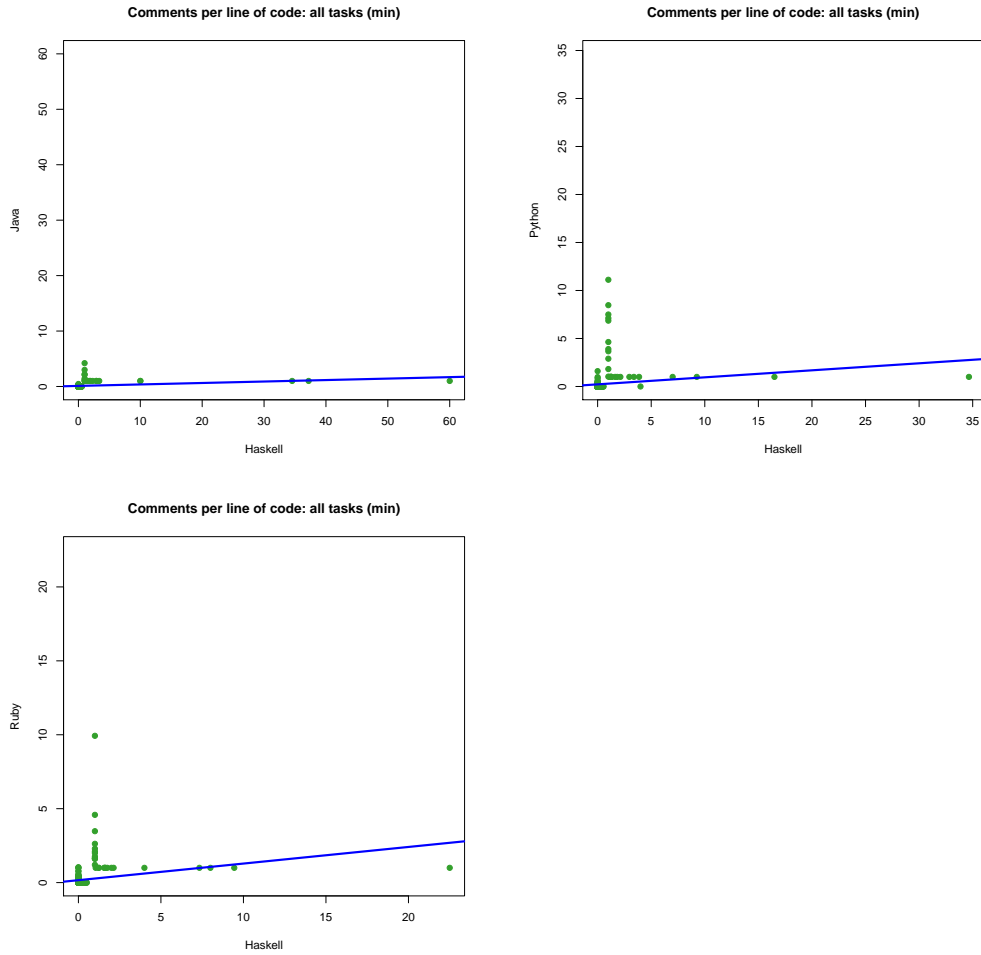 Comments per line of code: all tasks (min)
60
50
40
30
20
10
0
Java
0 10 20 30 40 50 60
Haskell
Comments per line of code: all tasks (min)
35
30
25
20
15
10
5
0
Python
0 5 10 15 20 25 30 35
Haskell
Comments per line of code: all tasks (min)
20
15
10
5
0
Ruby
0 5 10 15 20
Haskell